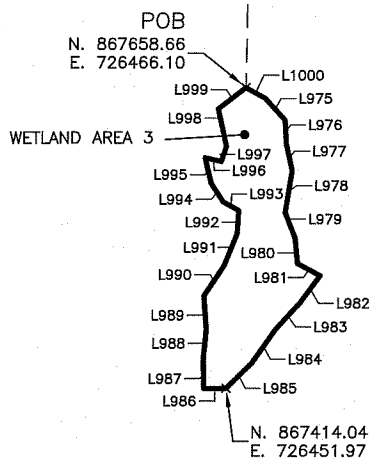 POB
N. 867658.66
E. 726466.10
L999
L1000
L998
L975
L976
WETLAND AREA 3
L997
L977
L996
L995
L978
L994
L993
L992
L979
L991
L980
L990
L981
L982
L989
L983
L988
L984
L987
L985
L986
N. 867414.04
E. 726451.97